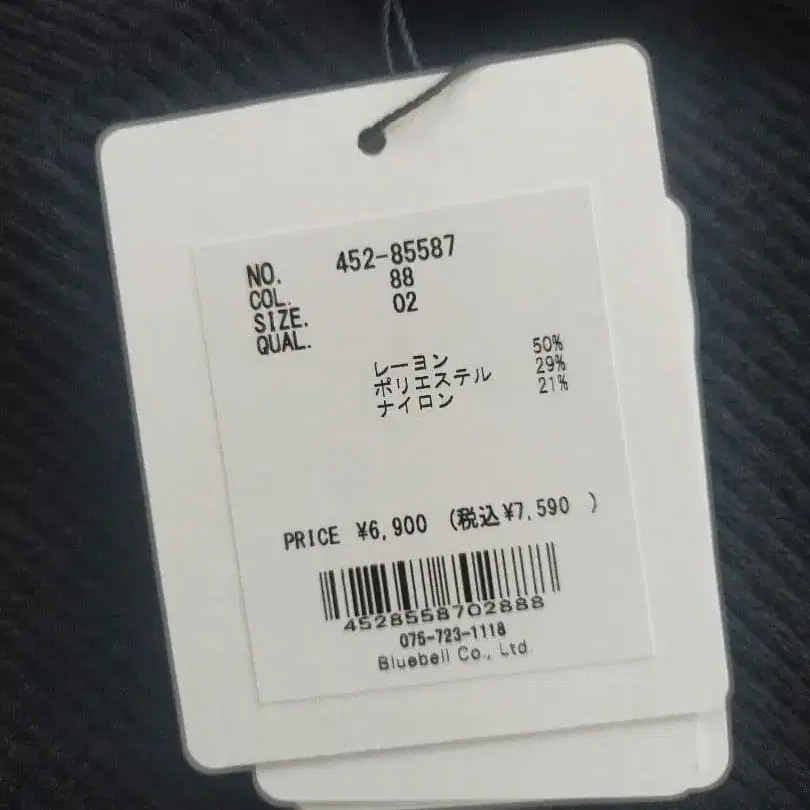 NO. 452-85587
COL. 88
SIZE. 02
QUAL.
レーヨン 50%
ポリエステル 29%
ナイロン 21%
PRICE ¥6,900 (税込¥7,590 )
4528558702888
075-723-1118
Bluebell Co., Ltd.